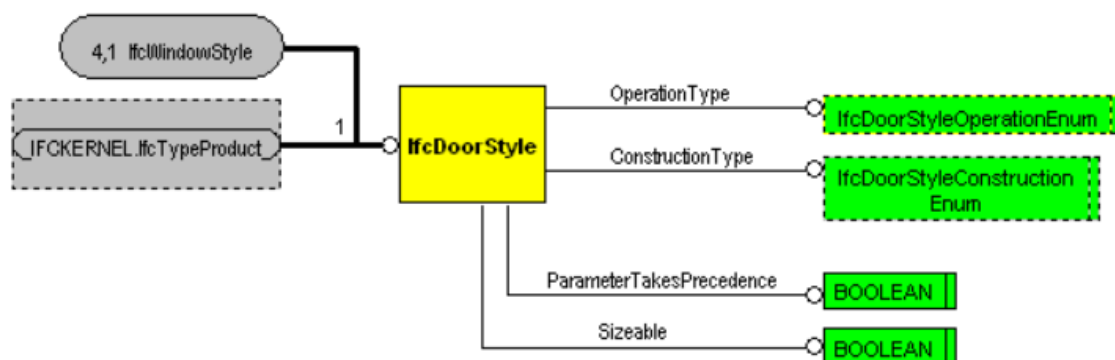 4,1 IfcWindowStyle
IFCKERNEL.IfcTypeProduct
1
IfcDoorStyle
OperationType
IfcDoorStyleOperationEnum
ConstructionType
IfcDoorStyleConstruction
Enum
ParameterTakesPrecedence
BOOLEAN
Sizeable
BOOLEAN